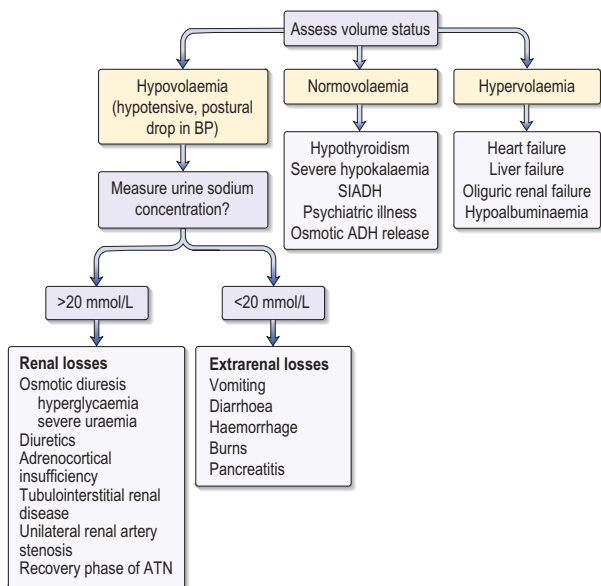 Assess volume status
Hypovolaemia
(hypotensive, postural
drop in BP)
Normovolaemia
Hypervolaemia
Measure urine sodium
concentration?
Hypothyroidism
Severe hypokalaemia
SIADH
Psychiatric illness
Osmotic ADH release
Heart failure
Liver failure
Oliguric renal failure
Hypoalbuminaemia
>20 mmol/L
<20 mmol/L
Renal losses
Osmotic diuresis
hyperglycaemia
severe uraemia
Diuretics
Adrenocortical
insufficiency
Tubulointerstitial renal
disease
Unilateral renal artery
stenosis
Recovery phase of ATN
Extrarenal losses
Vomiting
Diarrhoea
Haemorrhage
Burns
Pancreatitis